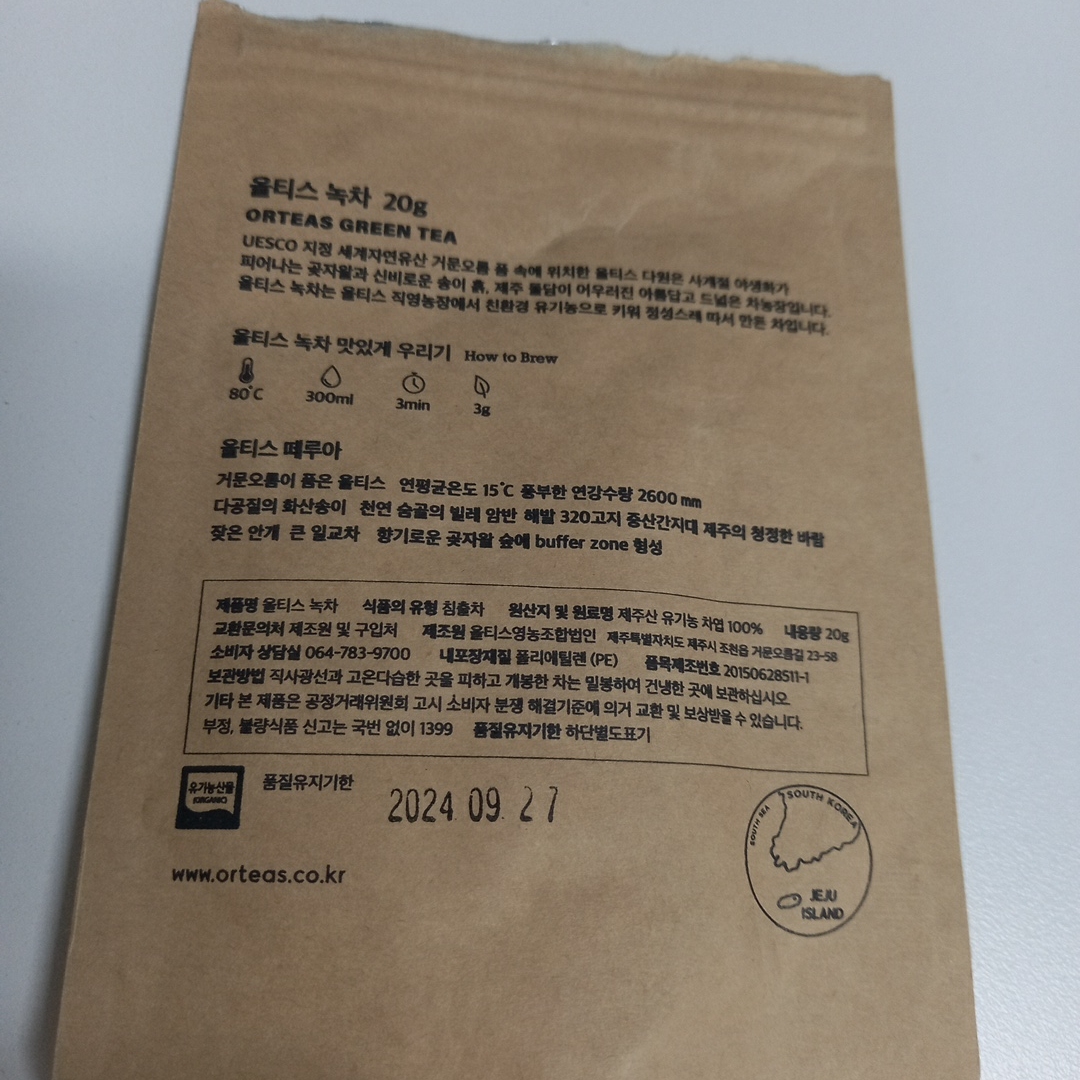 올티스 녹차 20g
ORTEAS GREEN TEA
UESCO 지정 세계자연유산 거문오름 품 속에 위치한 올티스 다원은 사계절 야생화가
피어나는 곶자왈과 신비로운 송이 흙, 제주 돌담이 어우러진 아름답고 드넓은 차농장입니다.
올티스 녹차는 올티스 직영농장에서 친환경 유기농으로 키워 정성스레 따서 만든 차입니다.
올티스 녹차 맛있게 우리기 How to Brew
80℃ 300ml 3min 3g
올티스 떼루아
거문오름이 품은 올티스 연평균온도 15℃ 풍부한 연강수량 2600㎜
다공질의 화산송이 천연 숨골의 빌레 암반 해발 320고지 중산간지대 제주의 청정한 바람
잦은 안개 큰 일교차 향기로운 곶자왈 숲에 buffer zone 형성
제품명 올티스 녹차 식품의 유형 침출차 원산지 및 원료명 제주산 유기농 차엽 100% 내용량 20g
교환문의처 제조원 및 구입처 제조원 올티스영농조합법인 제주특별자치도 제주시 조천읍 거문오름길 23-58
소비자 상담실 064-783-9700 내포장재질 폴리에틸렌 (PE) 품목제조번호 20150628511-1
보관방법 직사광선과 고온다습한 곳을 피하고 개봉한 차는 밀봉하여 건냉한 곳에 보관하십시오.
기타 본 제품은 공정거래위원회 고시 소비자 분쟁 해결기준에 의거 교환 및 보상받을 수 있습니다.
부정, 불량식품 신고는 국번 없이 1399 품질유지기한 하단별도표기
유기농산물
(ORGANIC)
품질유지기한
2024 09. 27
SOUTH SEA
SOUTH KOREA
JEJU
ISLAND
www.orteas.co.kr